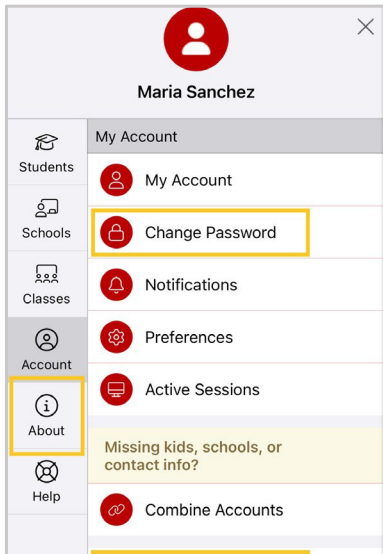 Maria Sanchez
Students
Schools
Classes
Account
About
Help
My Account
My Account
Change Password
Notifications
Preferences
Active Sessions
Missing kids, schools, or
contact info?
Combine Accounts